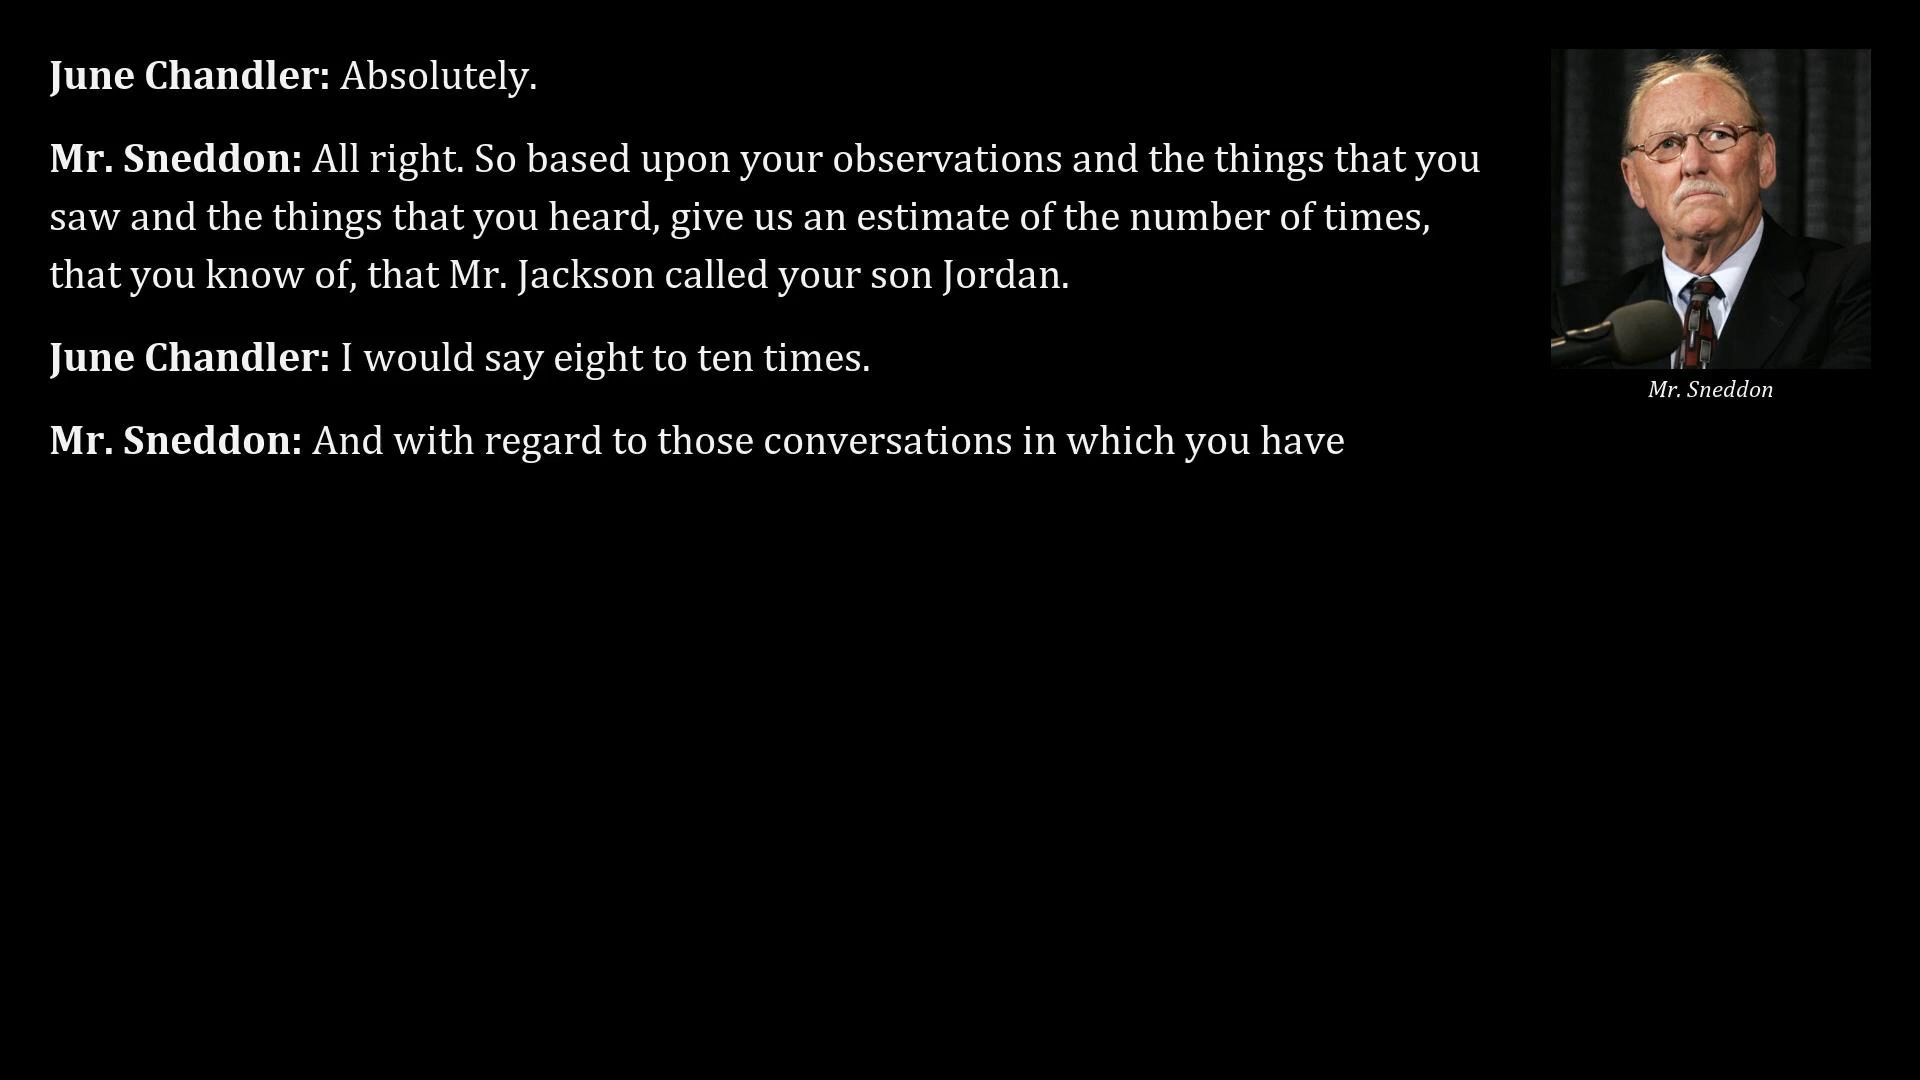 June Chandler: Absolutely.
Mr. Sneddon: All right. So based upon your observations and the things that you
saw and the things that you heard, give us an estimate of the number of times,
that you know of, that Mr. Jackson called your son Jordan.
June Chandler: I would say eight to ten times.
Mr. Sneddon: And with regard to those conversations in which you have
Mr. Sneddon